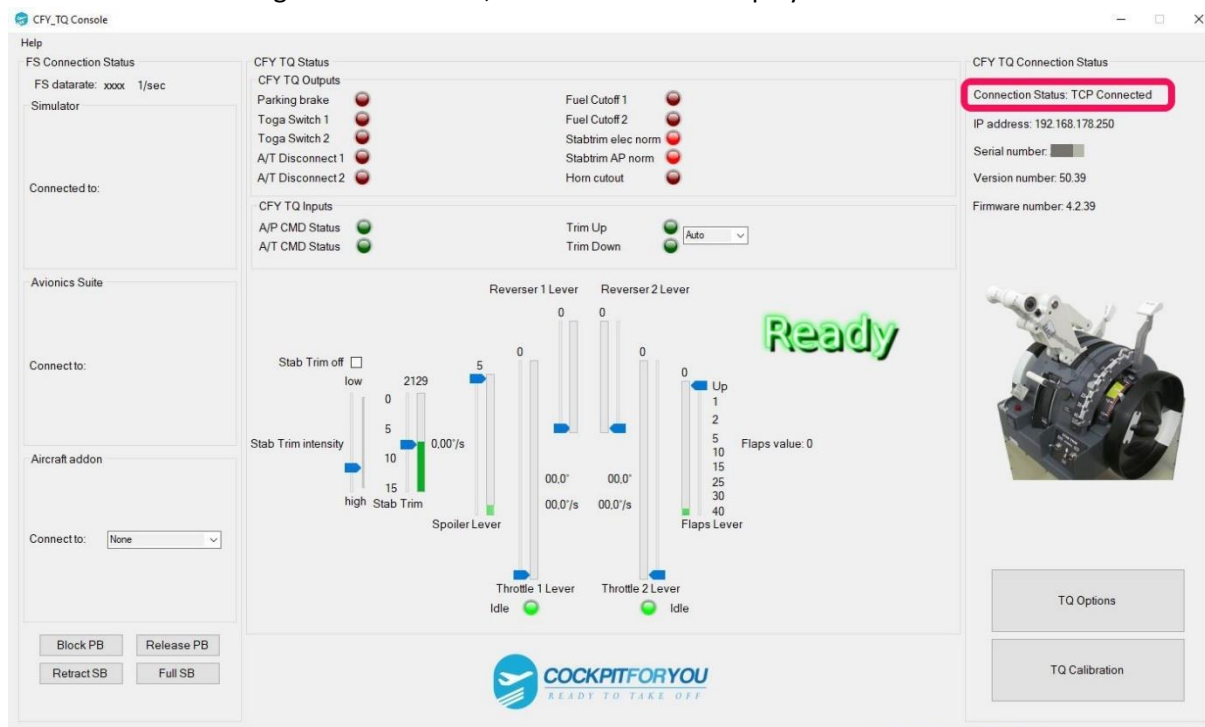 CFY_TQ Console
Help
FS Connection Status
FS datarate: xxxx 1/sec
Simulator
Connected to:
Avionics Suite
Connect to:
Aircraft addon
Connect to: None
Block PB Release PB
Retract SB Full SB
CFY TQ Status
CFY TQ Outputs
Parking brake Fuel Cutoff 1
Toga Switch 1 Fuel Cutoff 2
Toga Switch 2 Stabtrim elec norm
A/T Disconnect 1 Stabtrim AP norm
A/T Disconnect 2 Horn cutout
CFY TQ Inputs
A/P CMD Status Trim Up
A/T CMD Status Trim Down
Auto
Reverser 1 Lever Reverser 2 Lever
0 0
Ready
Stab Trim off
low
2129
0
5
10
15
Stab Trim intensity
0,00°/s
high Stab Trim
5
Spoiler Lever
0 0
00,0° 00,0°
00,0°/s 00,0°/s
0
Up
1
2
5
10
15
25
30
40
Flaps value: 0
Flaps Lever
Throttle 1 Lever Throttle 2 Lever
Idle Idle
COCKPITFORYOU
READY TO TAKE OFF
CFY TQ Connection Status
Connection Status: TCP Connected
IP address: 192.168.178.250
Serial number:
Version number: 50.39
Firmware number: 4.2.39
TQ Options
TQ Calibration